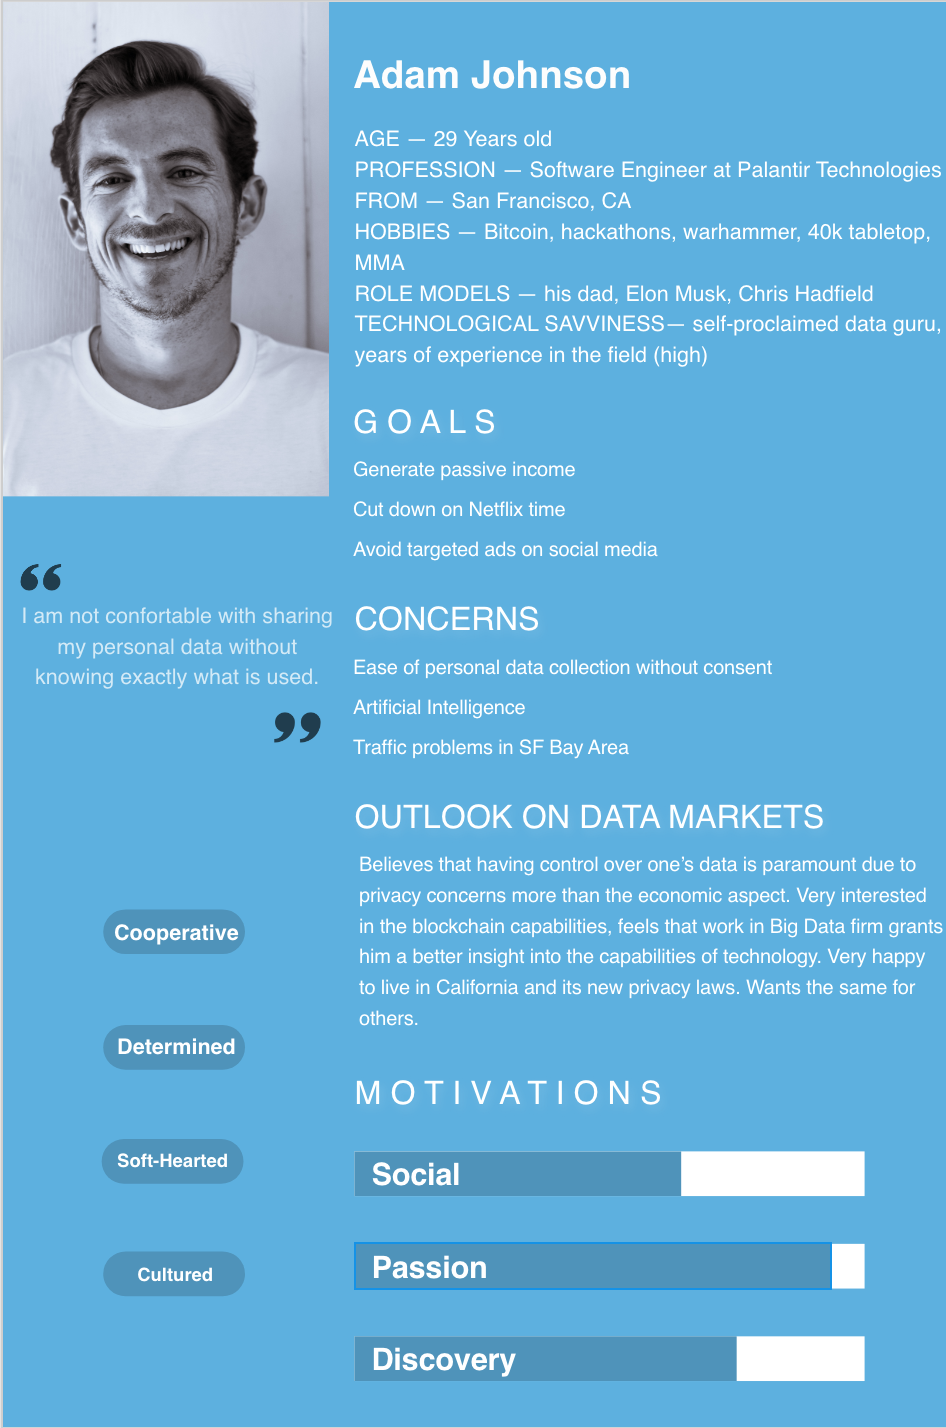 Adam Johnson
AGE — 29 Years old
PROFESSION — Software Engineer at Palantir Technologies
FROM — San Francisco, CA
HOBBIES — Bitcoin, hackathons, warhammer, 40k tabletop,
MMA
ROLE MODELS — his dad, Elon Musk, Chris Hadfield
TECHNOLOGICAL SAVVINESS— self-proclaimed data guru,
years of experience in the field (high)
GOALS
Generate passive income
Cut down on Netflix time
Avoid targeted ads on social media
“
I am not confortable with sharing
my personal data without
knowing exactly what is used.
”
CONCERNS
Ease of personal data collection without consent
Artificial Intelligence
Traffic problems in SF Bay Area
OUTLOOK ON DATA MARKETS
Believes that having control over one’s data is paramount due to
privacy concerns more than the economic aspect. Very interested
in the blockchain capabilities, feels that work in Big Data firm grants
him a better insight into the capabilities of technology. Very happy
to live in California and its new privacy laws. Wants the same for
others.
Cooperative
Determined
Soft-Hearted
Cultured
MOTIVATIONS
Social
Passion
Discovery